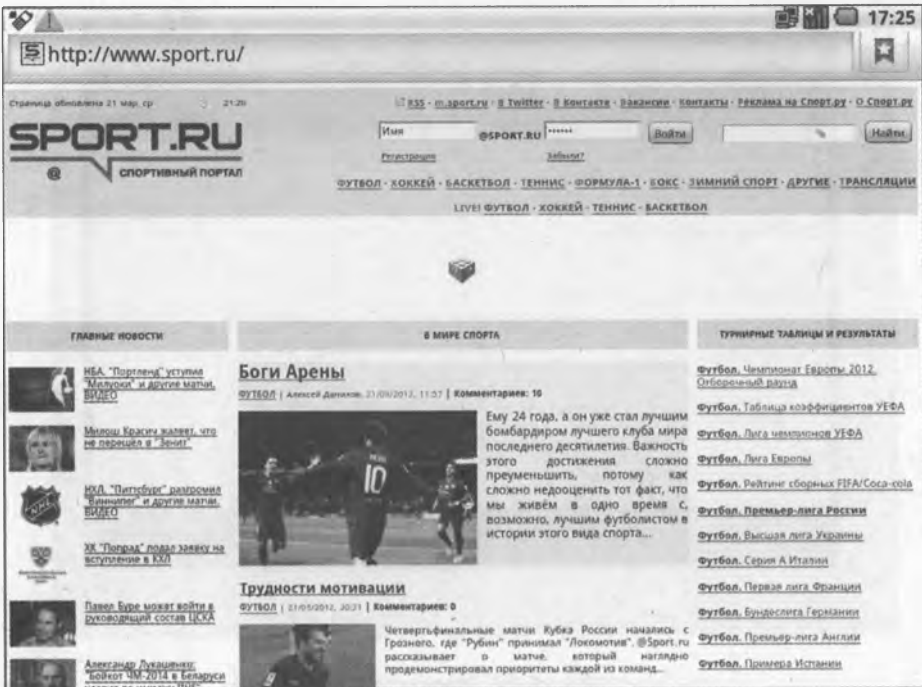 17:25
http://www.sport.ru/
Страница обновлена 21 мар, ср 21:20
RSS · m.sport.ru · В Twitter · В Контакте · Вакансии · Контакты · Реклама на Спорт.ру · О Спорт.ру
SPORT.RU
@ СПОРТИВНЫЙ ПОРТАЛ
Имя @SPORT.RU •••••• Войти Найти
Регистрация Забыли?
ФУТБОЛ · ХОККЕЙ · БАСКЕТБОЛ · ТЕННИС · ФОРМУЛА-1 · БОКС · ЗИМНИЙ СПОРТ · ДРУГИЕ · ТРАНСЛЯЦИИ
LIVE! ФУТБОЛ · ХОККЕЙ · ТЕННИС · БАСКЕТБОЛ
ГЛАВНЫЕ НОВОСТИ
НБА. "Портленд" уступил
"Милуоки" и другие матчи.
ВИДЕО
Милош Красич жалеет, что
не перешёл в "Зенит"
NHL
НХЛ. "Питтсбург" разгромил
"Виннипег" и другие матчи.
ВИДЕО
ХК "Попрад" подал заявку на
вступление в КХЛ
Павел Буре может войти в
руководящий состав ЦСКА
Александр Лукашенко:
"Бойкот ЧМ-2014 в Беларуси
В МИРЕ СПОРТА
Боги Арены
ФУТБОЛ | Алексей Данилов, 21/03/2012, 11:57 | Комментариев: 10
10
Ему 24 года, а он уже стал лучшим
бомбардиром лучшего клуба мира
последнего десятилетия. Важность
этого достижения сложно
преуменьшить, потому как
сложно недооценить тот факт, что
мы живём в одно время с,
возможно, лучшим футболистом в
истории этого вида спорта...
Трудности мотивации
ФУТБОЛ | 21/03/2012, 20:21 | Комментариев: 0
Четвертьфинальные матчи Кубка России начались с
Грозного, где "Рубин" принимал "Локомотив". @Sport.ru
рассказывает о матче, который наглядно
продемонстрировал приоритеты каждой из команд...
ТУРНИРНЫЕ ТАБЛИЦЫ И РЕЗУЛЬТАТЫ
Футбол. Чемпионат Европы 2012.
Отборочный раунд
Футбол. Таблица коэффициентов УЕФА
Футбол. Лига чемпионов УЕФА
Футбол. Лига Европы
Футбол. Рейтинг сборных FIFA/Coca-cola
Футбол. Премьер-лига России
Футбол. Высшая лига Украины
Футбол. Серия А Италии
Футбол. Первая лига Франции
Футбол. Бундеслига Германии
Футбол. Премьер-лига Англии
Футбол. Примера Испании